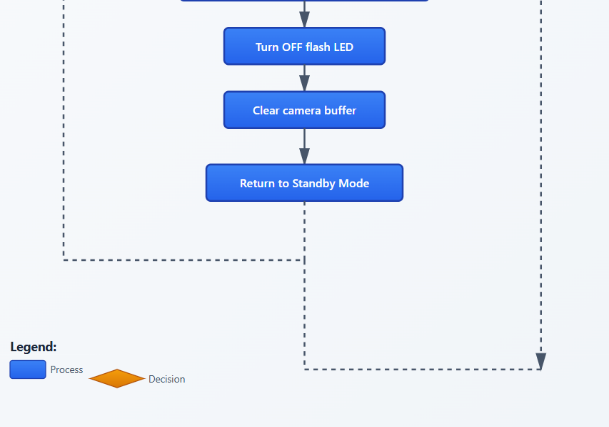 Turn OFF flash LED
Clear camera buffer
Return to Standby Mode
Legend:
Process
Decision